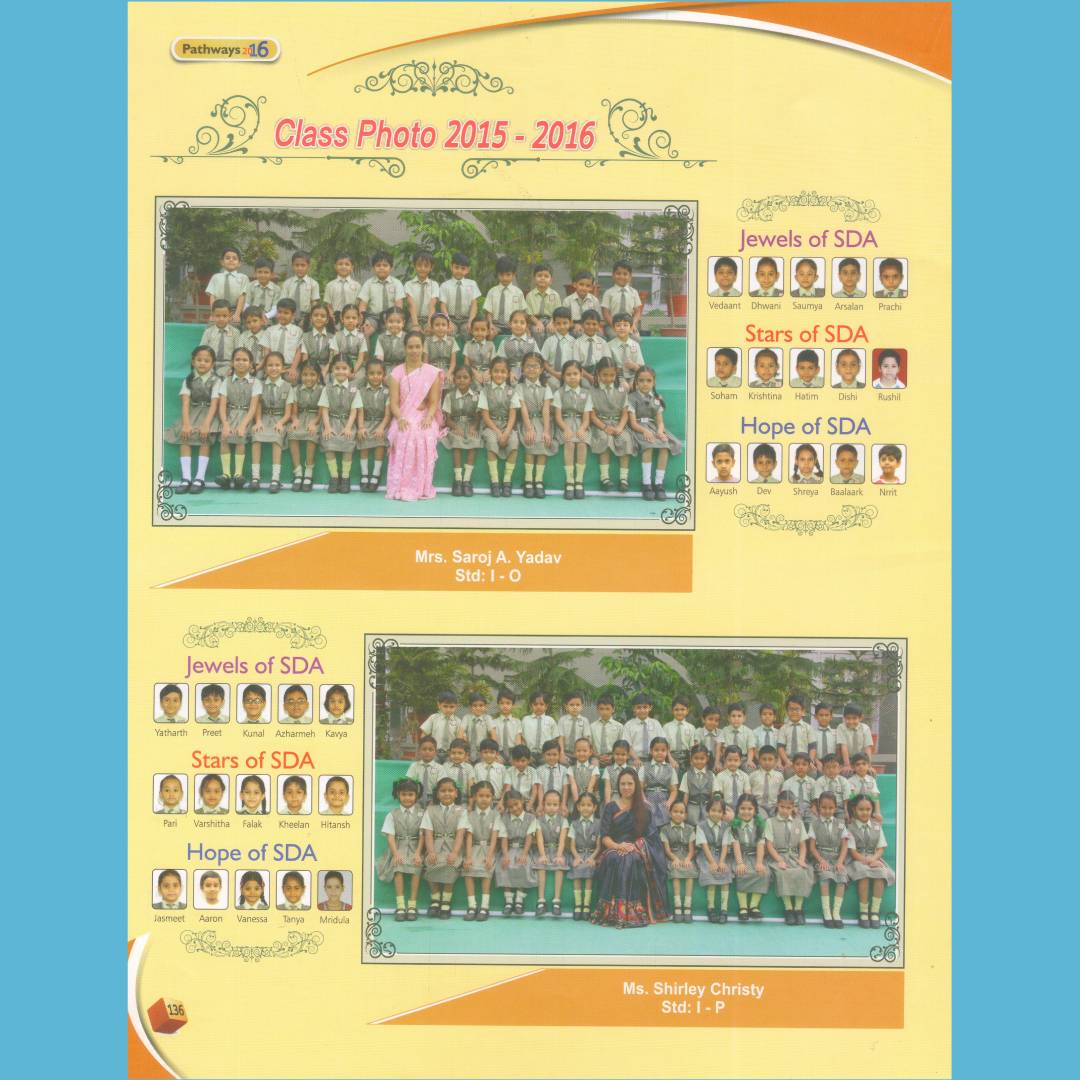 Pathways 2016
Class Photo 2015 - 2016
Jewels of SDA
Vedaant Dhwani Saumya Arsalan Prachi
Stars of SDA
Soham Krishtina Hatim Dishi Rushil
Hope of SDA
Aayush Dev Shreya Baalaark Nrrit
Mrs. Saroj A. Yadav
Std: I - O
Jewels of SDA
Yatharth Preet Kunal Azharmeh Kavya
Stars of SDA
Pari Varshitha Falak Kheelan Hitansh
Hope of SDA
Jasmeet Aaron Vanessa Tanya Mridula
Ms. Shirley Christy
Std: I - P
136